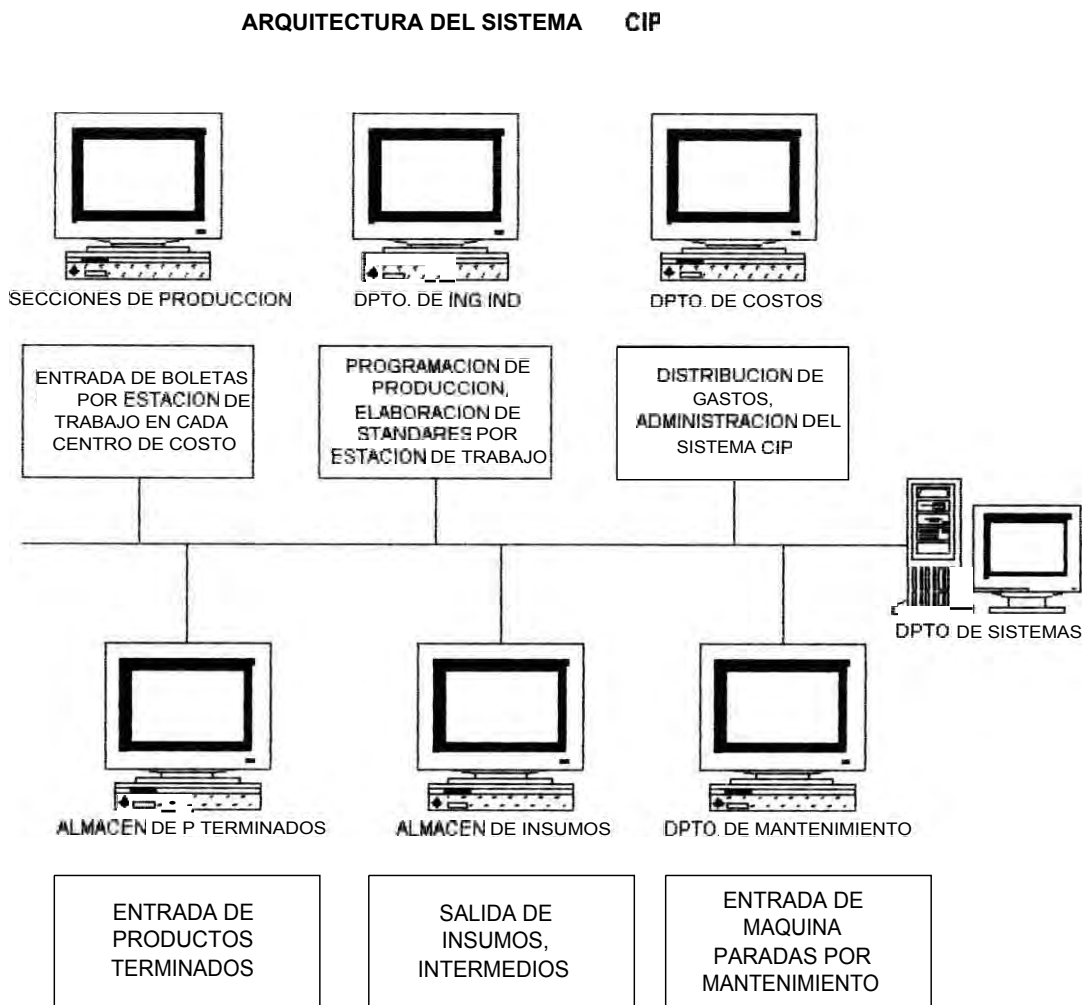 ARQUITECTURA DEL SISTEMA CIP
SECCIONES DE PRODUCCION
DPTO. DE ING IND
DPTO. DE COSTOS
ENTRADA DE BOLETAS
POR ESTACION DE
TRABAJO EN CADA
CENTRO DE COSTO
PROGRAMACION DE
PRODUCCION,
ELABORACION DE
STANDARES POR
ESTACION DE TRABAJO
DISTRIBUCION DE
GASTOS,
ADMINISTRACION DEL
SISTEMA CIP
DPTO DE SISTEMAS
ALMACEN DE P TERMINADOS
ALMACEN DE INSUMOS
DPTO. DE MANTENIMIENTO
ENTRADA DE
PRODUCTOS
TERMINADOS
SALIDA DE
INSUMOS,
INTERMEDIOS
ENTRADA DE
MAQUINA
PARADAS POR
MANTENIMIENTO